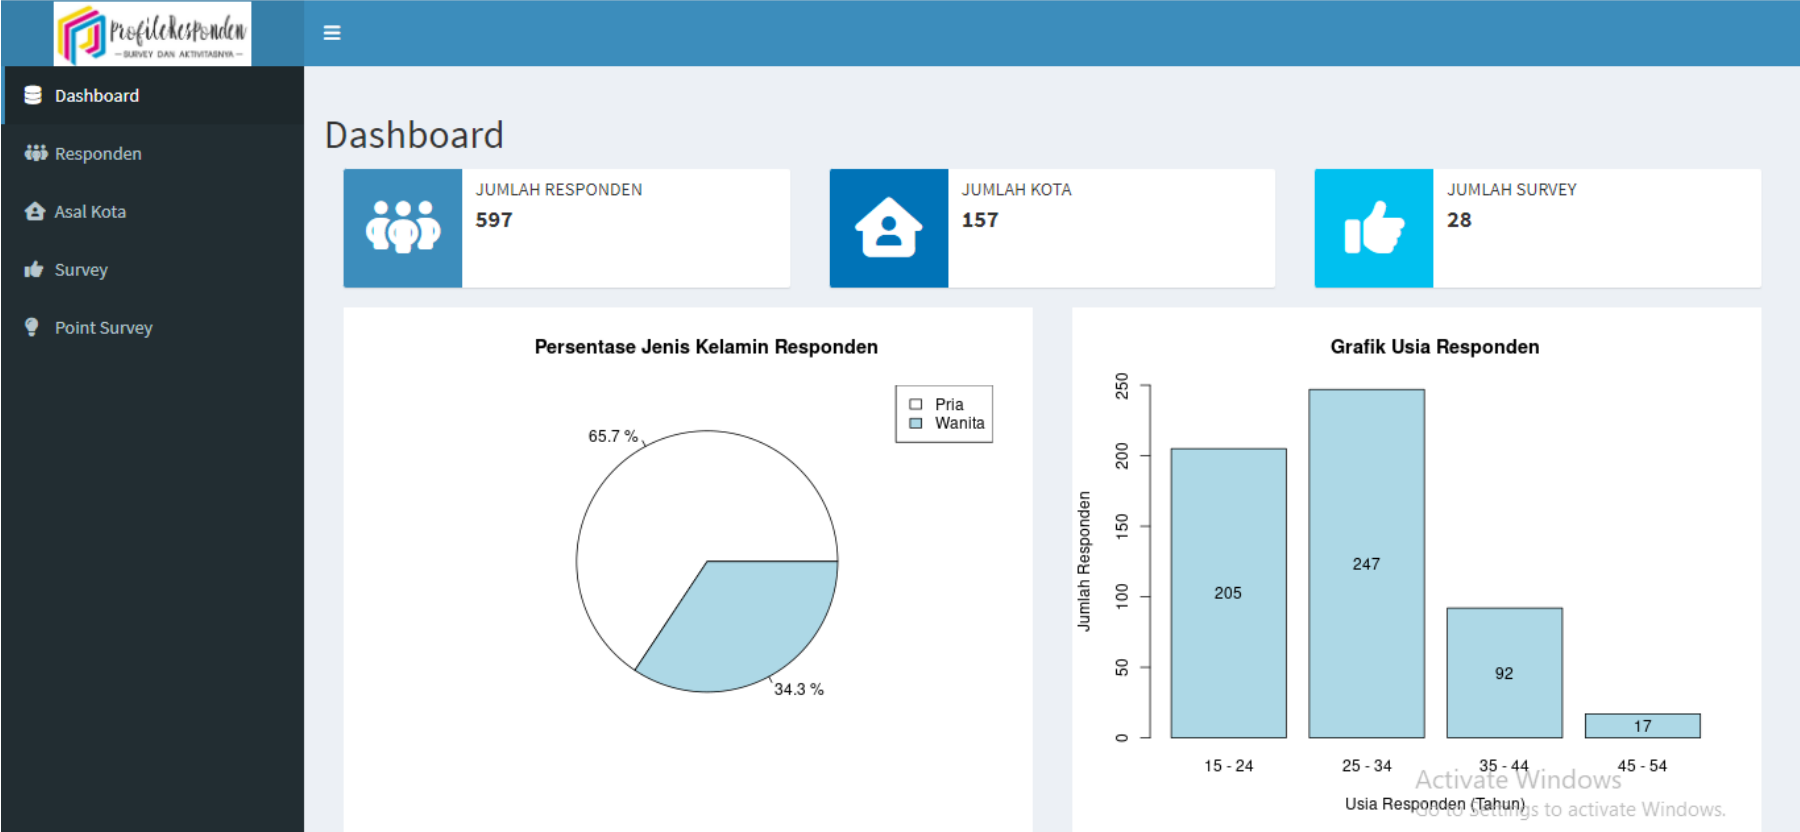 ProfileResponden
— SURVEY DAN AKTIVITASNYA —
Dashboard
Responden
Asal Kota
Survey
Point Survey
Dashboard
JUMLAH RESPONDEN
597
JUMLAH KOTA
157
JUMLAH SURVEY
28
Persentase Jenis Kelamin Responden
Pria
Wanita
65.7 %
34.3 %
Grafik Usia Responden
Jumlah Responden
250
200
150
100
50
0
205
247
92
17
15 - 24
25 - 34
35 - 44
45 - 54
Usia Responden (Tahun)
Activate Windows
Go to Settings to activate Windows.